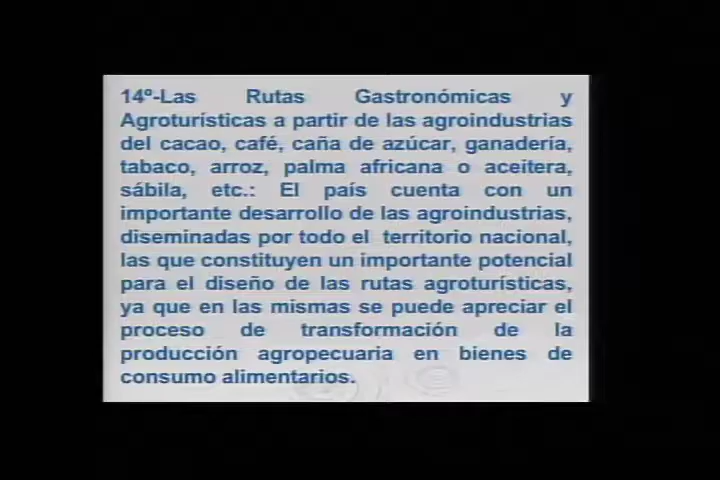 14º-Las Rutas Gastronómicas y
Agroturísticas a partir de las agroindustrias
del cacao, café, caña de azúcar, ganadería,
tabaco, arroz, palma africana o aceitera,
sábila, etc.: El país cuenta con un
importante desarrollo de las agroindustrias,
diseminadas por todo el territorio nacional,
las que constituyen un importante potencial
para el diseño de las rutas agroturísticas,
ya que en las mismas se puede apreciar el
proceso de transformación de la
producción agropecuaria en bienes de
consumo alimentarios.